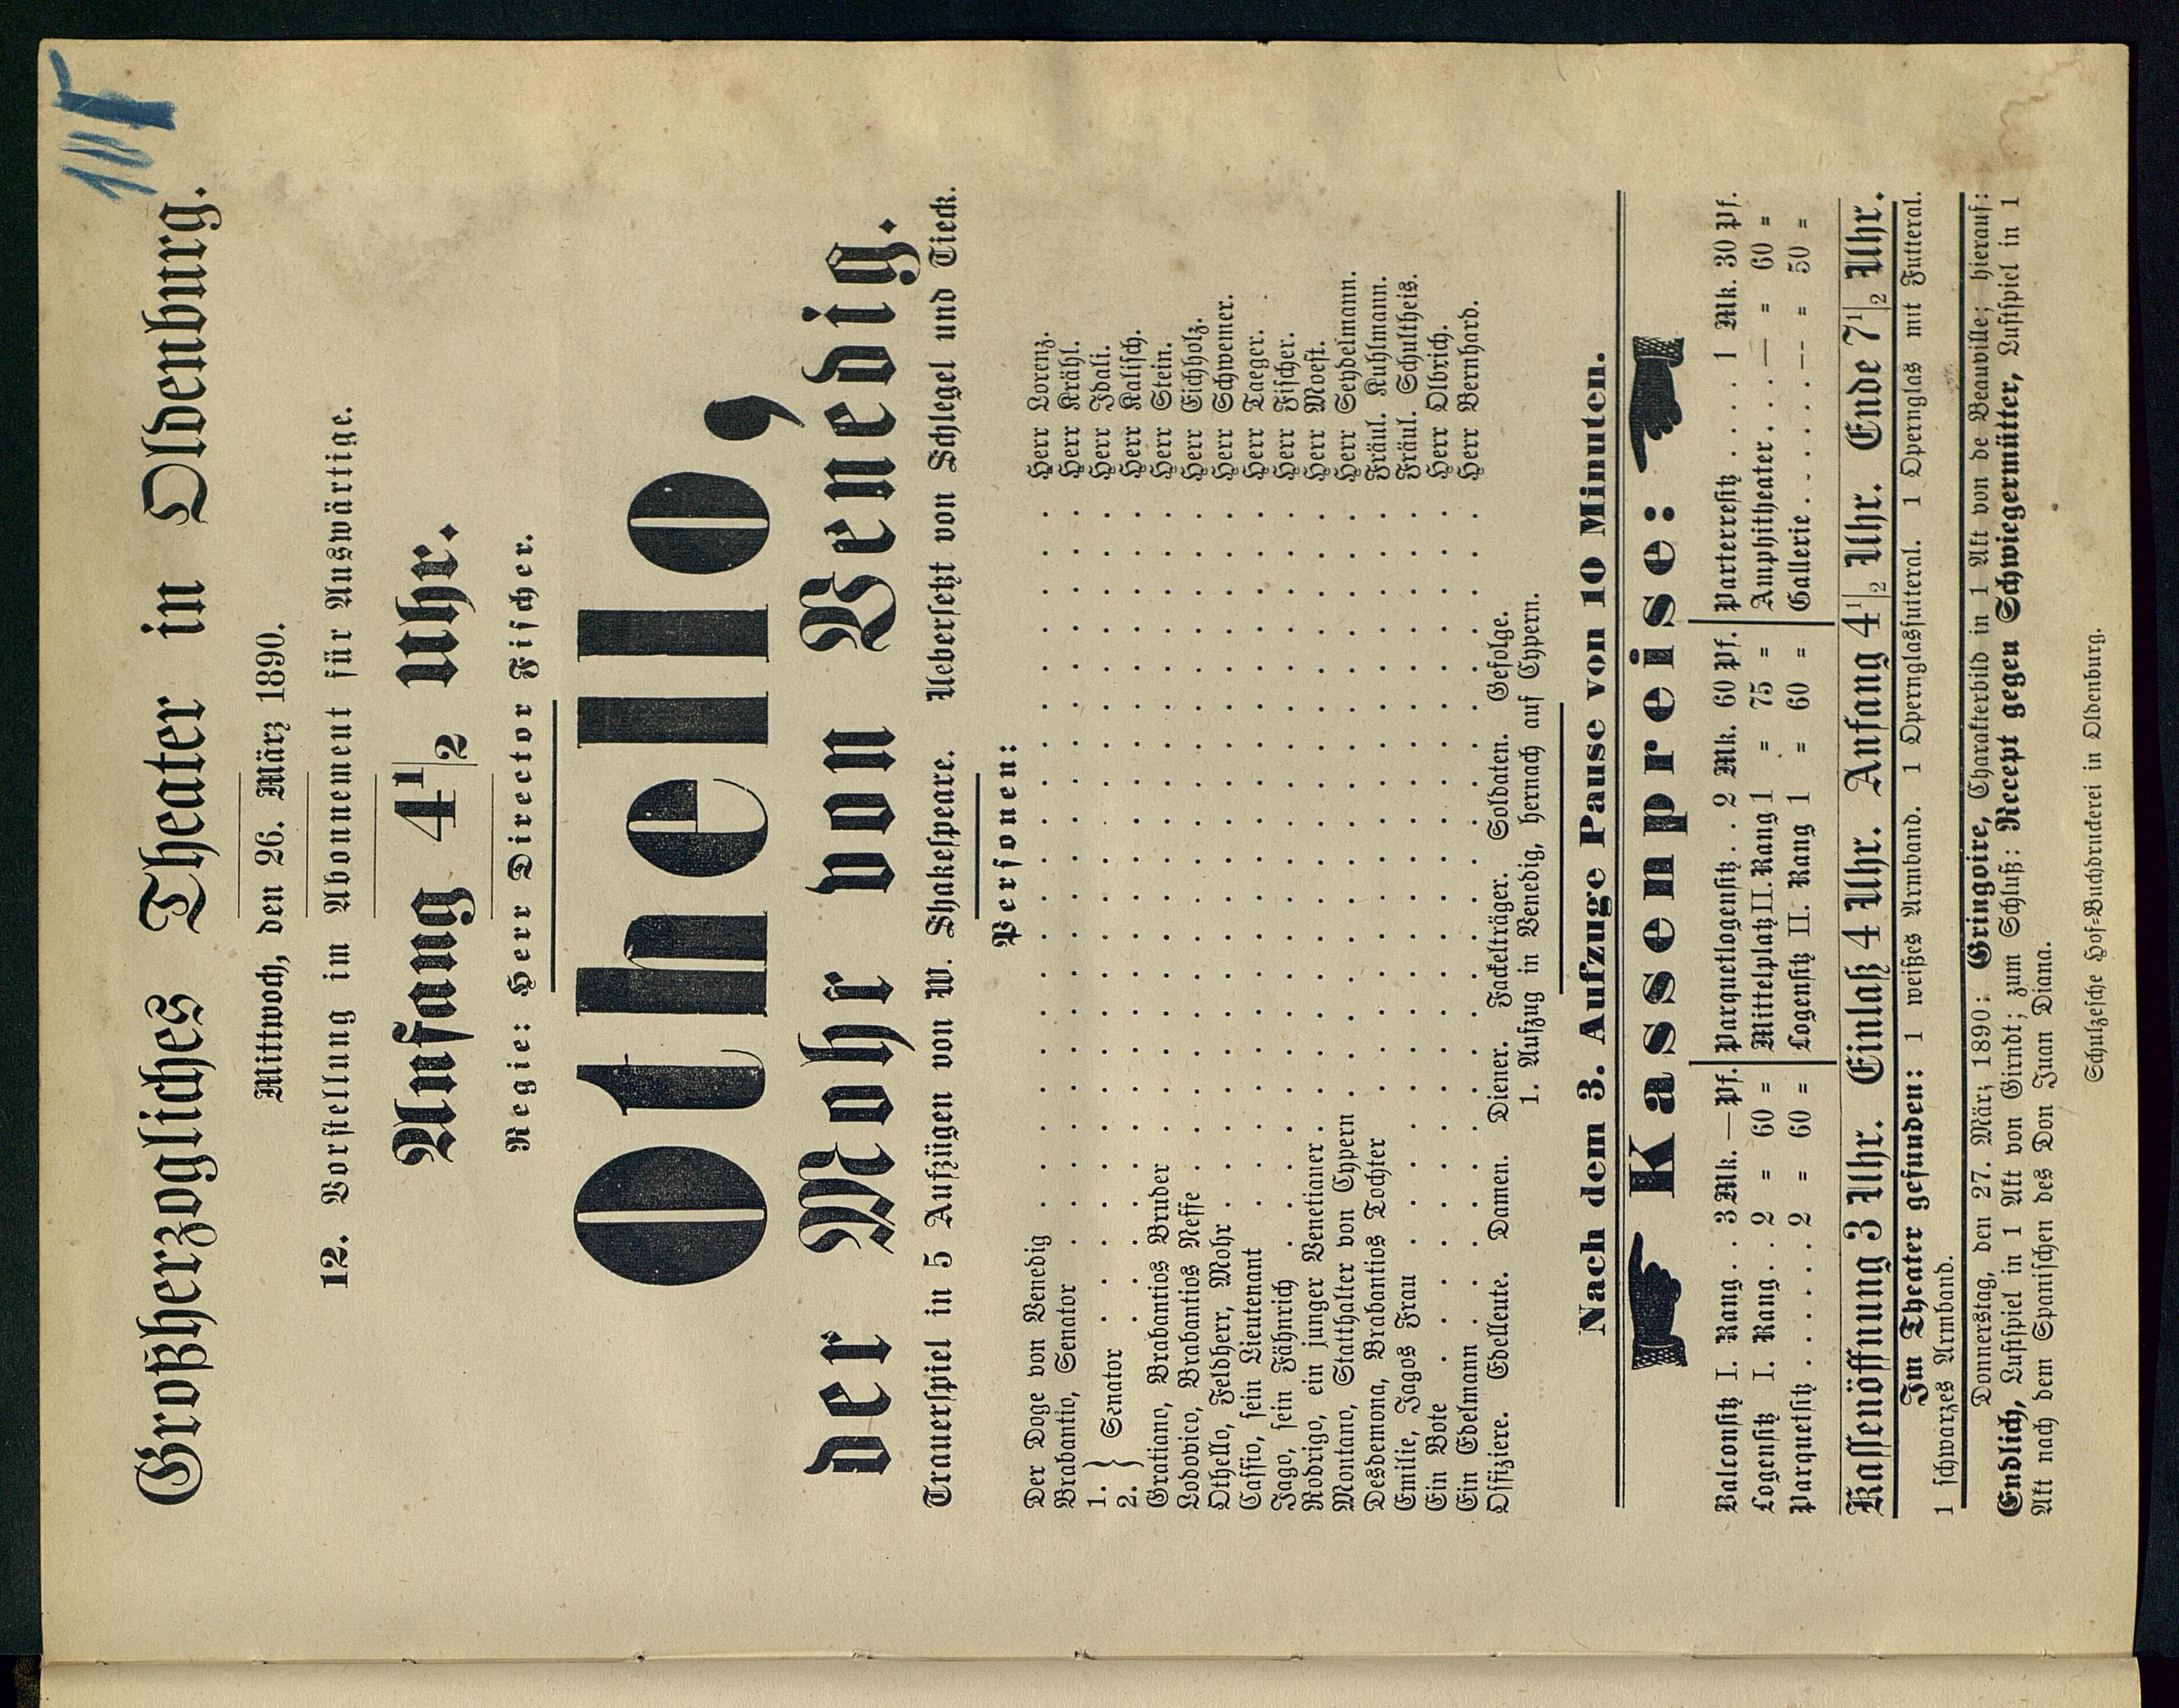 105
Großherzogliches Theater in Oldenburg.
Mittwoch, den 26. März 1890.
12. Vorstellung im Abonnement für Auswärtige.
Anfang 4 1/2 Uhr.
Regie: Herr Director Fischer.
Othello,
der Mohr von Venedig.
Trauerspiel in 5 Aufzügen von W. Shakespeare. Uebersetzt von Schlegel und Tieck.
Personen:
Der Doge von Venedig . . . . Herr Lorenz.
Brabantio, Senator . . . . Herr Krähl.
1. } Senator . . . . Herr Idali.
2. } . . . . Herr Kalisch.
Gratiano, Brabantios Bruder . . . . Herr Stein.
Lodovico, Brabantios Neffe . . . . Herr Eichholz.
Othello, Feldherr, Mohr . . . . Herr Schwemer.
Cassio, sein Lieutenant . . . . Herr Taeger.
Jago, sein Fähnrich . . . . Herr Fischer.
Rodrigo, ein junger Venetianer . . . . Herr Moest.
Montano, Statthalter von Cypern . . . . Herr Seydelmann.
Desdemona, Brabantios Tochter . . . . Fräul. Kuhlmann.
Emilie, Jagos Frau . . . . Fräul. Schultheis.
Ein Bote . . . . Herr Olbrich.
Ein Edelmann . . . . Herr Bernhard.
Offiziere. Edelleute. Damen. Diener. Fackelträger. Soldaten. Gefolge.
1. Aufzug in Venedig, hernach auf Cypern.
Nach dem 3. Aufzuge Pause von 10 Minuten.
Kassenpreise:
Balconsitz I. Rang . . 3 Mk. — Pf. Parquetlogensitz . . 2 Mk. 60 Pf. Parterresitz . . . . 1 Mk. 30 Pf.
Logensitz I. Rang . . 2 = 60 = Mittelplatz II. Rang 1 = 75 = Amphitheater . . . — = 60 =
Parquetsitz . . . . . 2 = 60 = Logensitz II. Rang 1 = 60 = Gallerie . . . . . . -- = 50 =
Kassenöffnung 3 Uhr. Einlaß 4 Uhr. Anfang 4 1/2 Uhr. Ende 7 1/2 Uhr.
Im Theater gefunden: 1 weißes Armband. 1 Opernglasfutteral. 1 Opernglas mit Futteral.
1 schwarzes Armband.
Donnerstag, den 27. März 1890: Gringoire, Charakterbild in 1 Akt von de Beauville; hierauf:
Endlich, Lustspiel in 1 Akt von Girndt; zum Schluß: Recept gegen Schwiegermütter, Lustspiel in 1
Akt nach dem Spanischen des Don Juan Diana.
Schulzesche Hof=Buchdruckerei in Oldenburg.